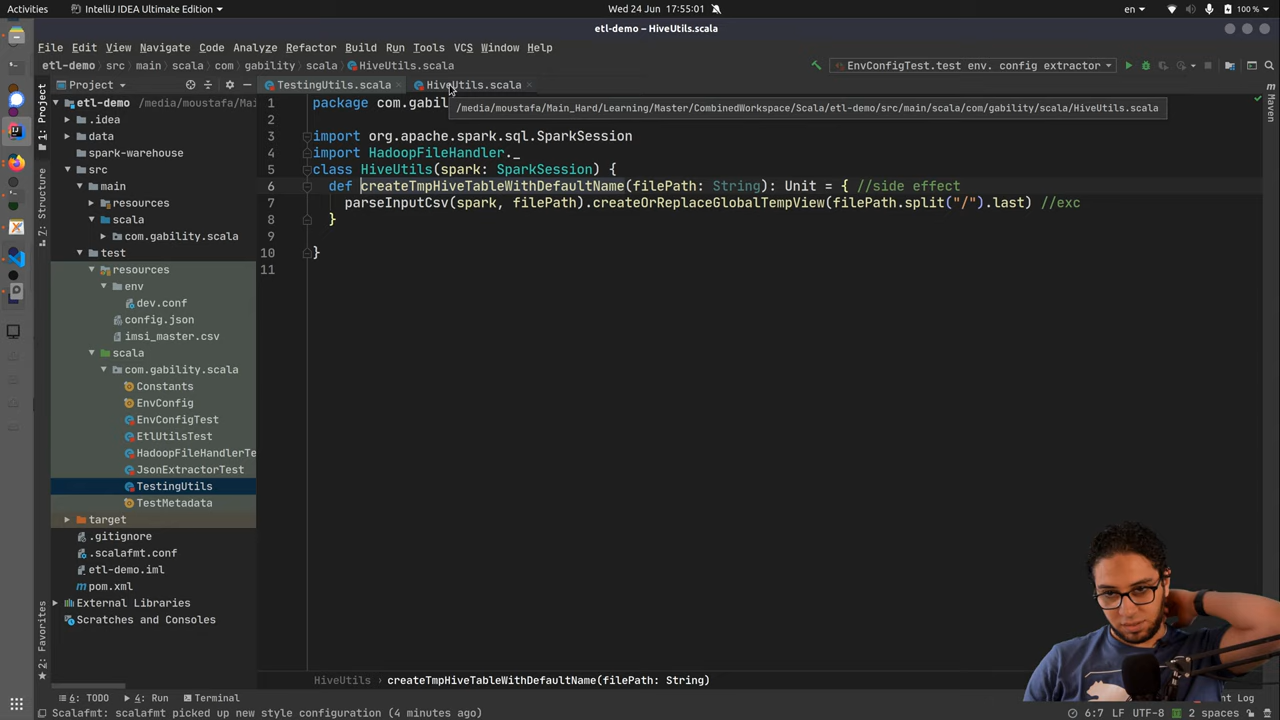 Activities
IntelliJ IDEA Ultimate Edition
Wed 24 Jun 17:55:01
en
100 %
etl-demo – HiveUtils.scala
File Edit View Navigate Code Analyze Refactor Build Run Tools VCS Window Help
etl-demo src main scala com gability scala HiveUtils.scala
EnvConfigTest.test env. config extractor
Project
TestingUtils.scala
HiveUtils.scala
/media/moustafa/Main_Hard/Learning/Master/CombinedWorkspace/Scala/etl-demo/src/main/scala/com/gability/scala/HiveUtils.scala
1: Project
Z: Structure
2: Favorites
etl-demo /media/moustafa/
.idea
data
spark-warehouse
src
main
resources
scala
com.gability.scala
test
resources
env
dev.conf
config.json
imsi_master.csv
scala
com.gability.scala
Constants
EnvConfig
EnvConfigTest
EtlUtilsTest
HadoopFileHandlerTe
JsonExtractorTest
TestingUtils
TestMetadata
target
.gitignore
.scalafmt.conf
etl-demo.iml
pom.xml
External Libraries
Scratches and Consoles
1 package com.gabil
2
3 import org.apache.spark.sql.SparkSession
4 import HadoopFileHandler._
5 class HiveUtils(spark: SparkSession) {
6 def createTmpHiveTableWithDefaultName(filePath: String): Unit = { //side effect
7 parseInputCsv(spark, filePath).createOrReplaceGlobalTempView(filePath.split("/").last) //exc
8 }
9
10 }
11
HiveUtils createTmpHiveTableWithDefaultName(filePath: String)
6: TODO 4: Run Terminal
nt Log
Scalafmt: scalafmt picked up new style configuration (4 minutes ago)
6:7 LF UTF-8 2 spaces